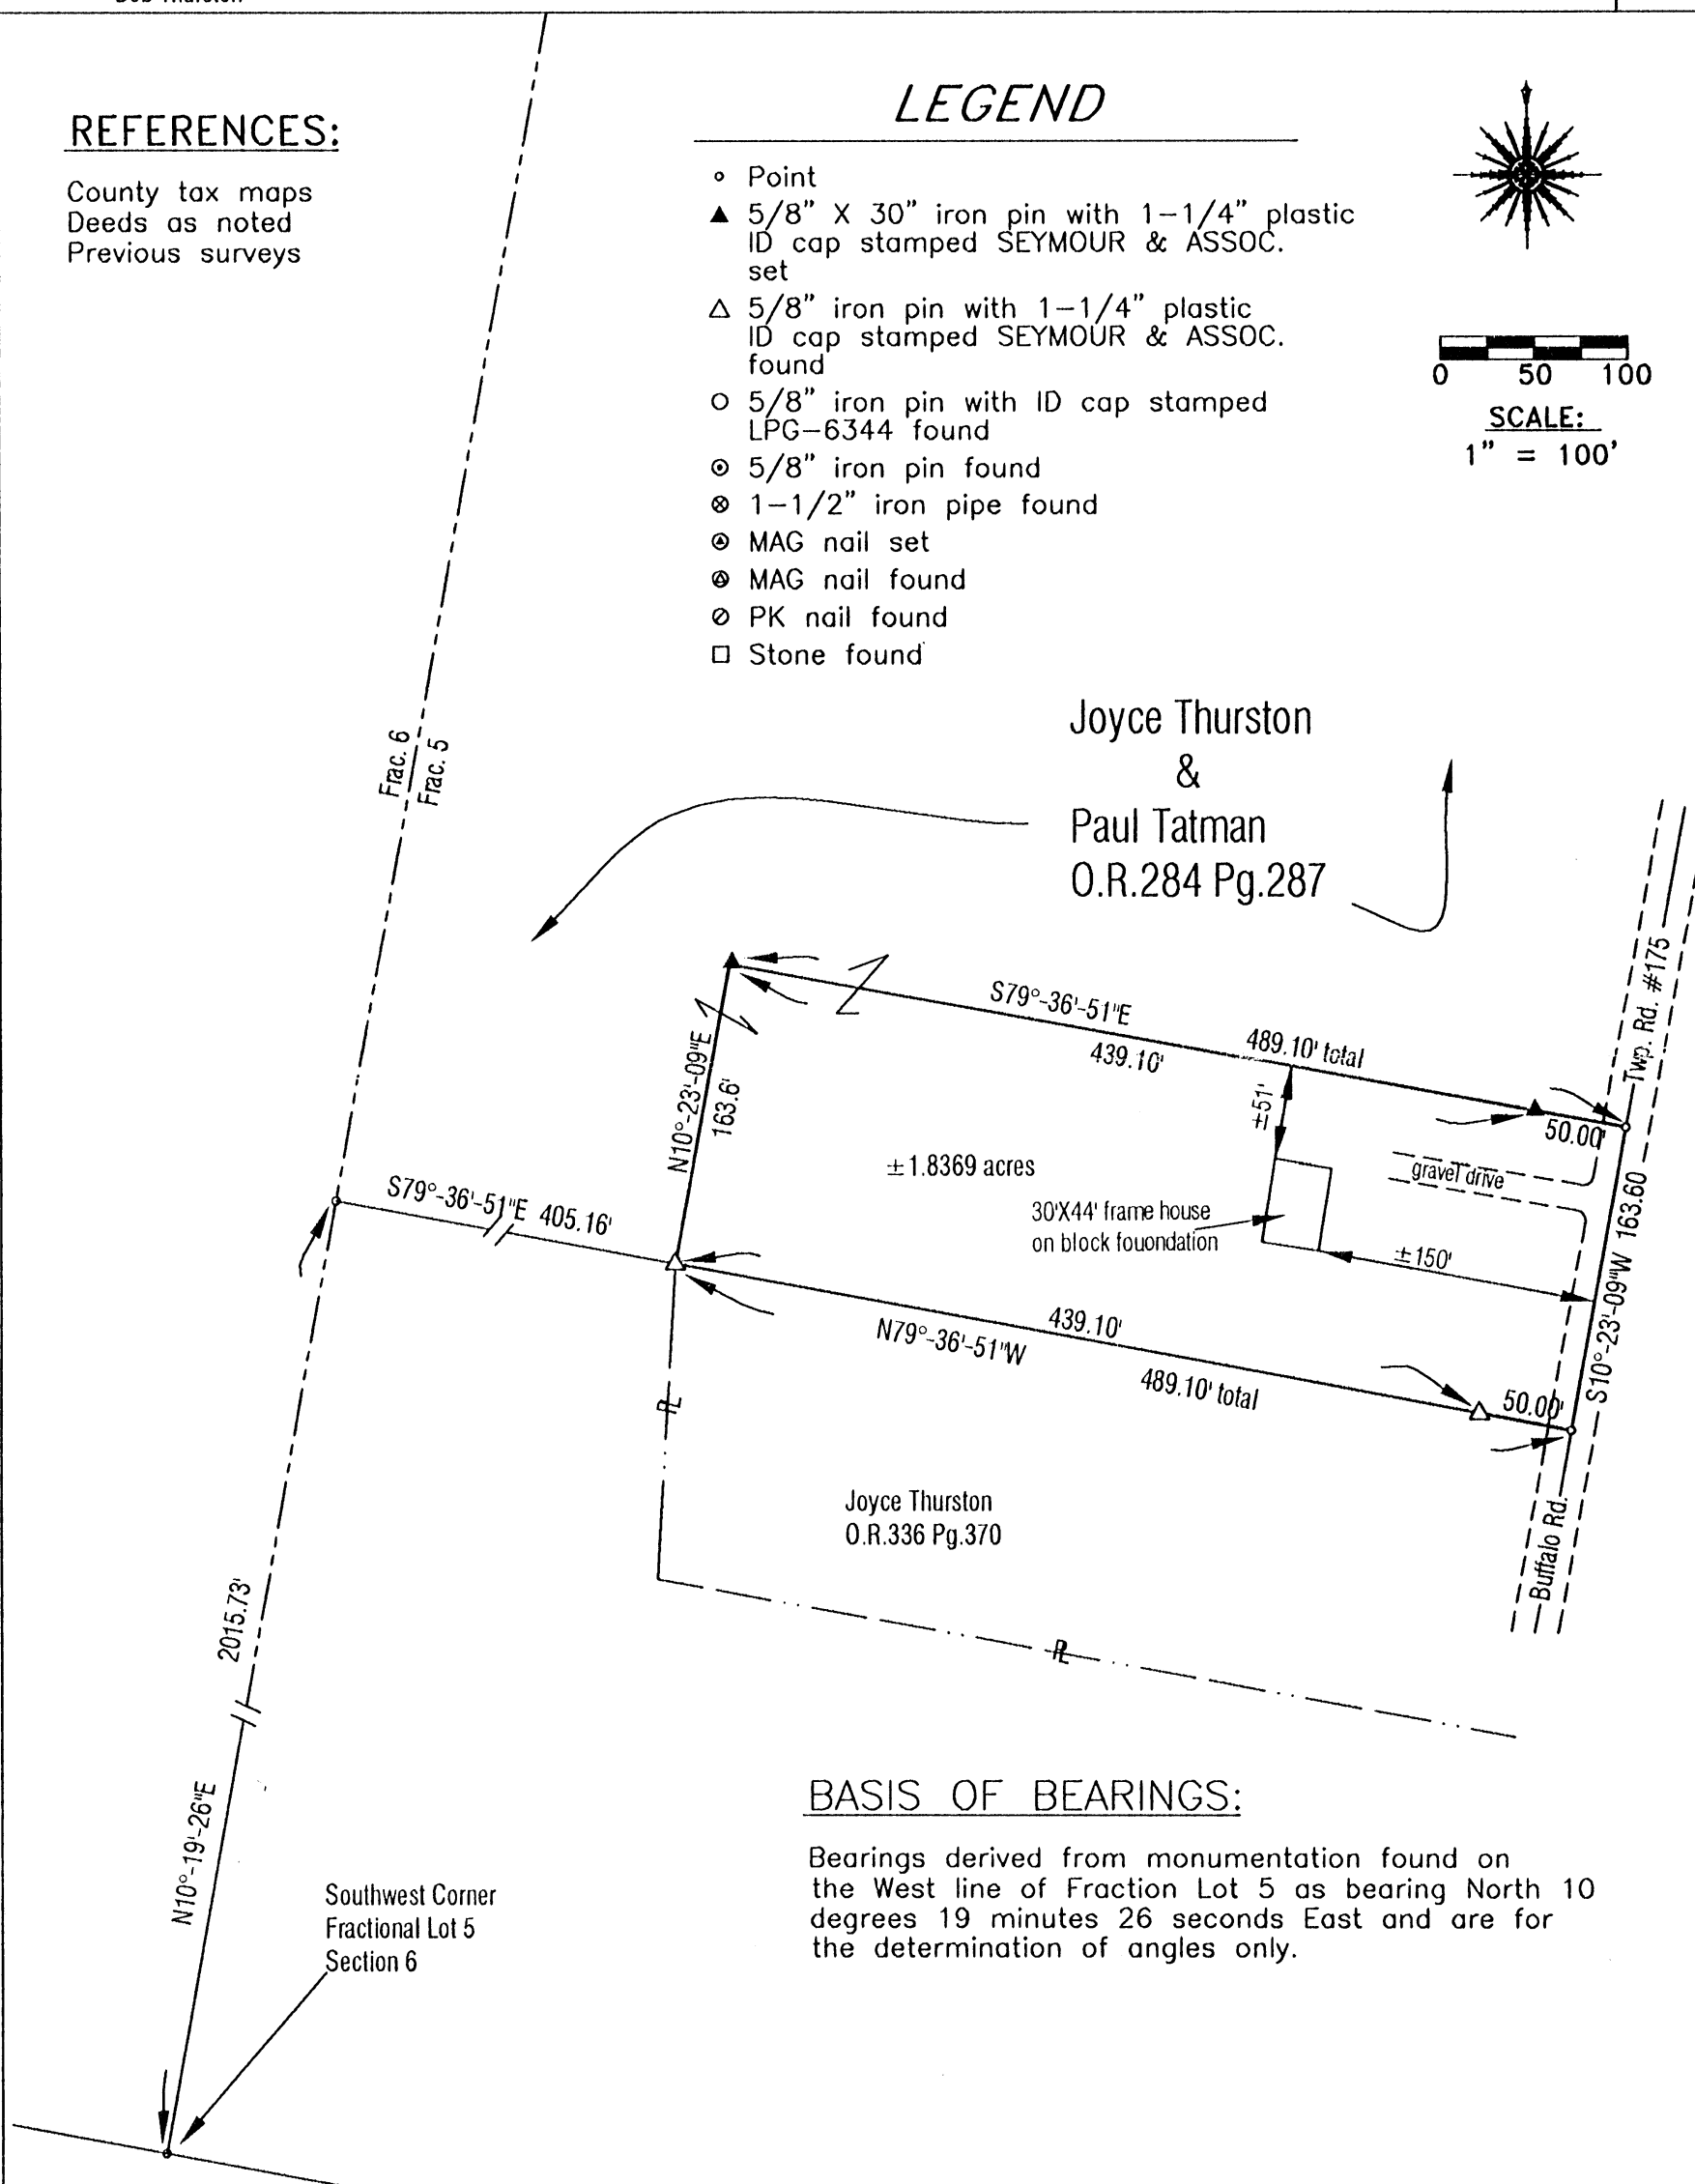 Bob Thurston
REFERENCES:
County tax maps
Deeds as noted
Previous surveys
LEGEND
Point
5/8" X 30" iron pin with 1-1/4" plastic
ID cap stamped SEYMOUR & ASSOC.
set
5/8" iron pin with 1-1/4" plastic
ID cap stamped SEYMOUR & ASSOC.
found
5/8" iron pin with ID cap stamped
LPG-6344 found
5/8" iron pin found
1-1/2" iron pipe found
MAG nail set
MAG nail found
PK nail found
Stone found
0 50 100
SCALE:
1" = 100'
Frac. 6
Frac. 5
Joyce Thurston
&
Paul Tatman
O.R.284 Pg.287
Twp. Rd. #175
S79°-36'-51"E
489.10' total
439.10'
N10°-23'-09"E
163.6'
±51'
50.00'
gravel drive
±1.8369 acres
30'X44' frame house
on block fouondation
±150'
S10°-23'-09"W 163.60
S79°-36'-51"E 405.16'
439.10'
N79°-36'-51"W
489.10' total
50.00'
PL
Joyce Thurston
O.R.336 Pg.370
Buffalo Rd.
PL
2015.73'
N10°-19'-26"E
Southwest Corner
Fractional Lot 5
Section 6
BASIS OF BEARINGS:
Bearings derived from monumentation found on
the West line of Fraction Lot 5 as bearing North 10
degrees 19 minutes 26 seconds East and are for
the determination of angles only.